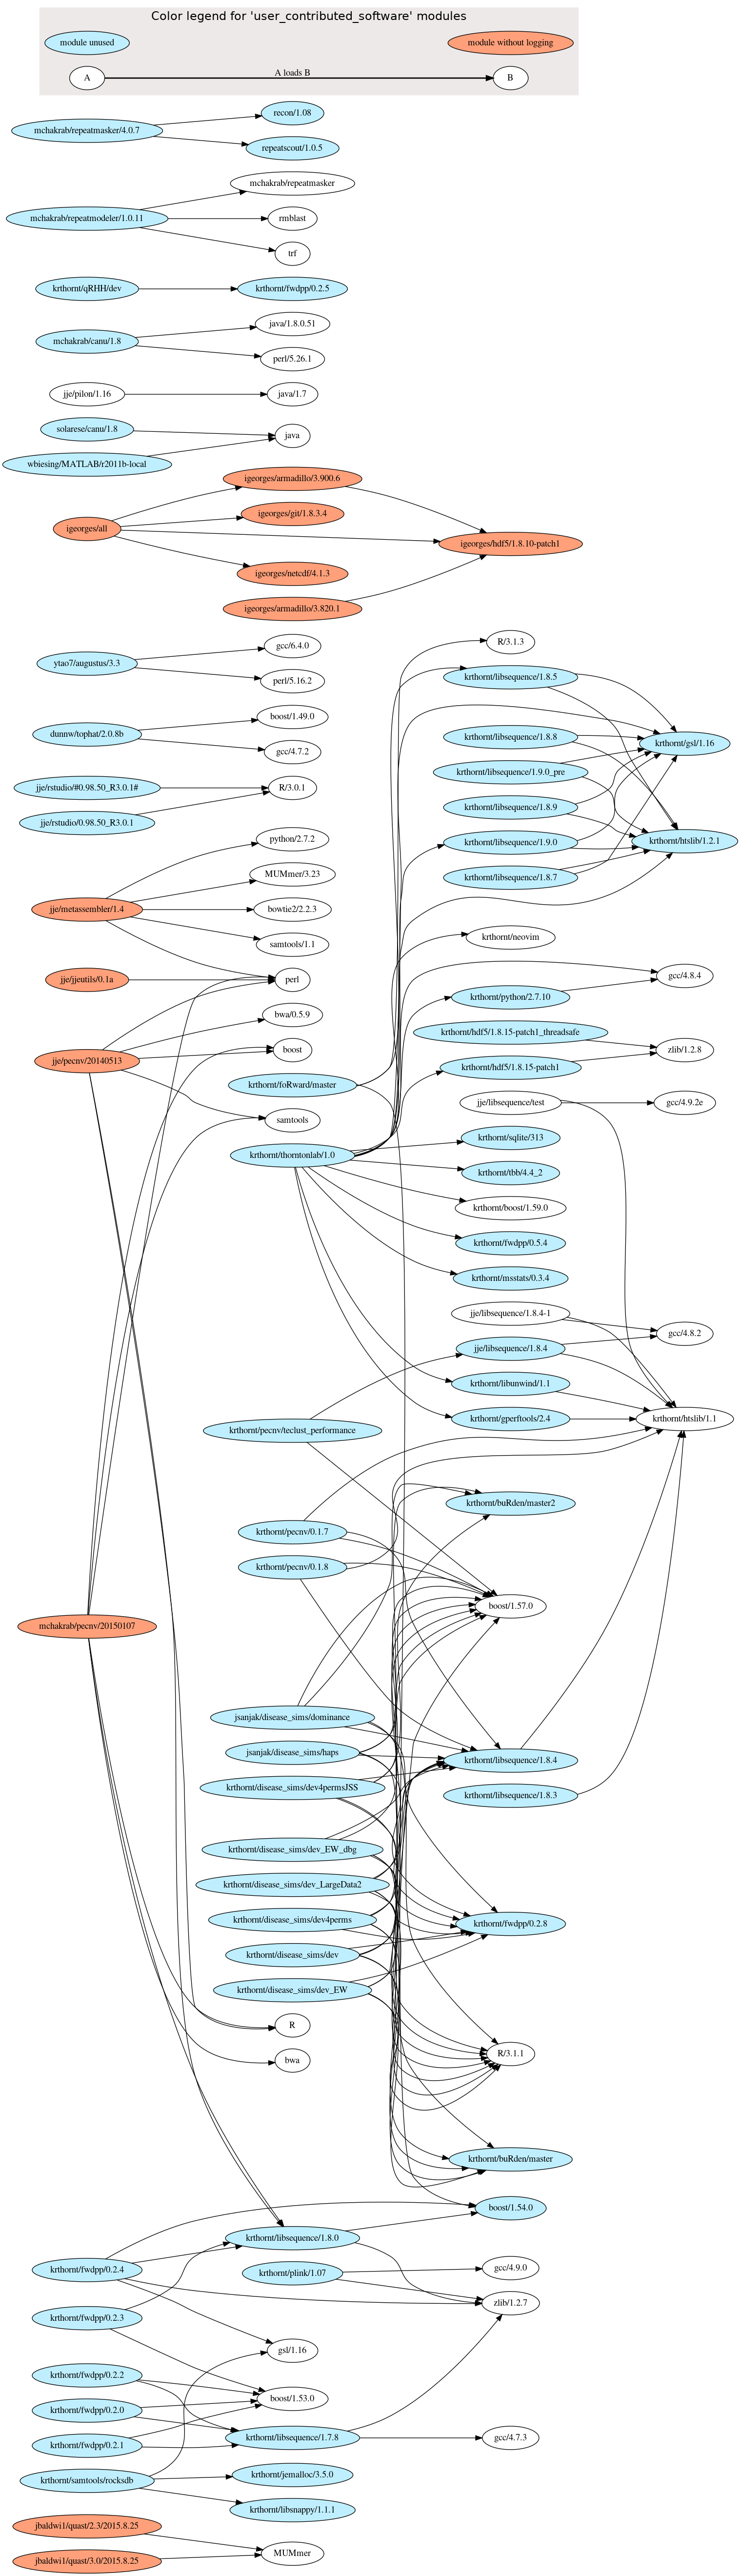 Color legend for 'user_contributed_software' modules
module unused
module without logging
A
A loads B
B
recon/1.08
mchakrab/repeatmasker/4.0.7
repeatscout/1.0.5
mchakrab/repeatmasker
mchakrab/repeatmodeler/1.0.11
rmblast
trf
krthornt/qRHH/dev
krthornt/fwdpp/0.2.5
java/1.8.0.51
mchakrab/canu/1.8
perl/5.26.1
jje/pilon/1.16
java/1.7
solarese/canu/1.8
java
wbiesing/MATLAB/r2011b-local
igeorges/armadillo/3.900.6
igeorges/git/1.8.3.4
igeorges/all
igeorges/hdf5/1.8.10-patch1
igeorges/netcdf/4.1.3
igeorges/armadillo/3.820.1
R/3.1.3
gcc/6.4.0
ytao7/augustus/3.3
krthornt/libsequence/1.8.5
perl/5.16.2
boost/1.49.0
dunnw/tophat/2.0.8b
krthornt/libsequence/1.8.8
krthornt/gsl/1.16
gcc/4.7.2
krthornt/libsequence/1.9.0_pre
jje/rstudio/#0.98.50_R3.0.1#
R/3.0.1
krthornt/libsequence/1.8.9
jje/rstudio/0.98.50_R3.0.1
python/2.7.2
krthornt/libsequence/1.9.0
krthornt/htslib/1.2.1
MUMmer/3.23
krthornt/libsequence/1.8.7
jje/metassembler/1.4
bowtie2/2.2.3
krthornt/neovim
samtools/1.1
jje/jjeutils/0.1a
perl
gcc/4.8.4
krthornt/python/2.7.10
bwa/0.5.9
krthornt/hdf5/1.8.15-patch1_threadsafe
boost
zlib/1.2.8
jje/pecnv/20140513
krthornt/hdf5/1.8.15-patch1
krthornt/foRward/master
jje/libsequence/test
gcc/4.9.2e
samtools
krthornt/sqlite/313
krthornt/thorntonlab/1.0
krthornt/tbb/4.4_2
krthornt/boost/1.59.0
krthornt/fwdpp/0.5.4
krthornt/msstats/0.3.4
jje/libsequence/1.8.4-1
gcc/4.8.2
jje/libsequence/1.8.4
krthornt/libunwind/1.1
krthornt/gperftools/2.4
krthornt/htslib/1.1
krthornt/pecnv/teclust_performance
krthornt/buRden/master2
krthornt/pecnv/0.1.7
krthornt/pecnv/0.1.8
boost/1.57.0
mchakrab/pecnv/20150107
jsanjak/disease_sims/dominance
jsanjak/disease_sims/haps
krthornt/libsequence/1.8.4
krthornt/disease_sims/dev4permsJSS
krthornt/libsequence/1.8.3
krthornt/disease_sims/dev_EW_dbg
krthornt/disease_sims/dev_LargeData2
krthornt/disease_sims/dev4perms
krthornt/fwdpp/0.2.8
krthornt/disease_sims/dev
krthornt/disease_sims/dev_EW
R
R/3.1.1
bwa
krthornt/buRden/master
boost/1.54.0
krthornt/libsequence/1.8.0
gcc/4.9.0
krthornt/fwdpp/0.2.4
krthornt/plink/1.07
zlib/1.2.7
krthornt/fwdpp/0.2.3
gsl/1.16
krthornt/fwdpp/0.2.2
boost/1.53.0
krthornt/fwdpp/0.2.0
krthornt/libsequence/1.7.8
gcc/4.7.3
krthornt/fwdpp/0.2.1
krthornt/jemalloc/3.5.0
krthornt/samtools/rocksdb
krthornt/libsnappy/1.1.1
jbaldwi1/quast/2.3/2015.8.25
MUMmer
jbaldwi1/quast/3.0/2015.8.25